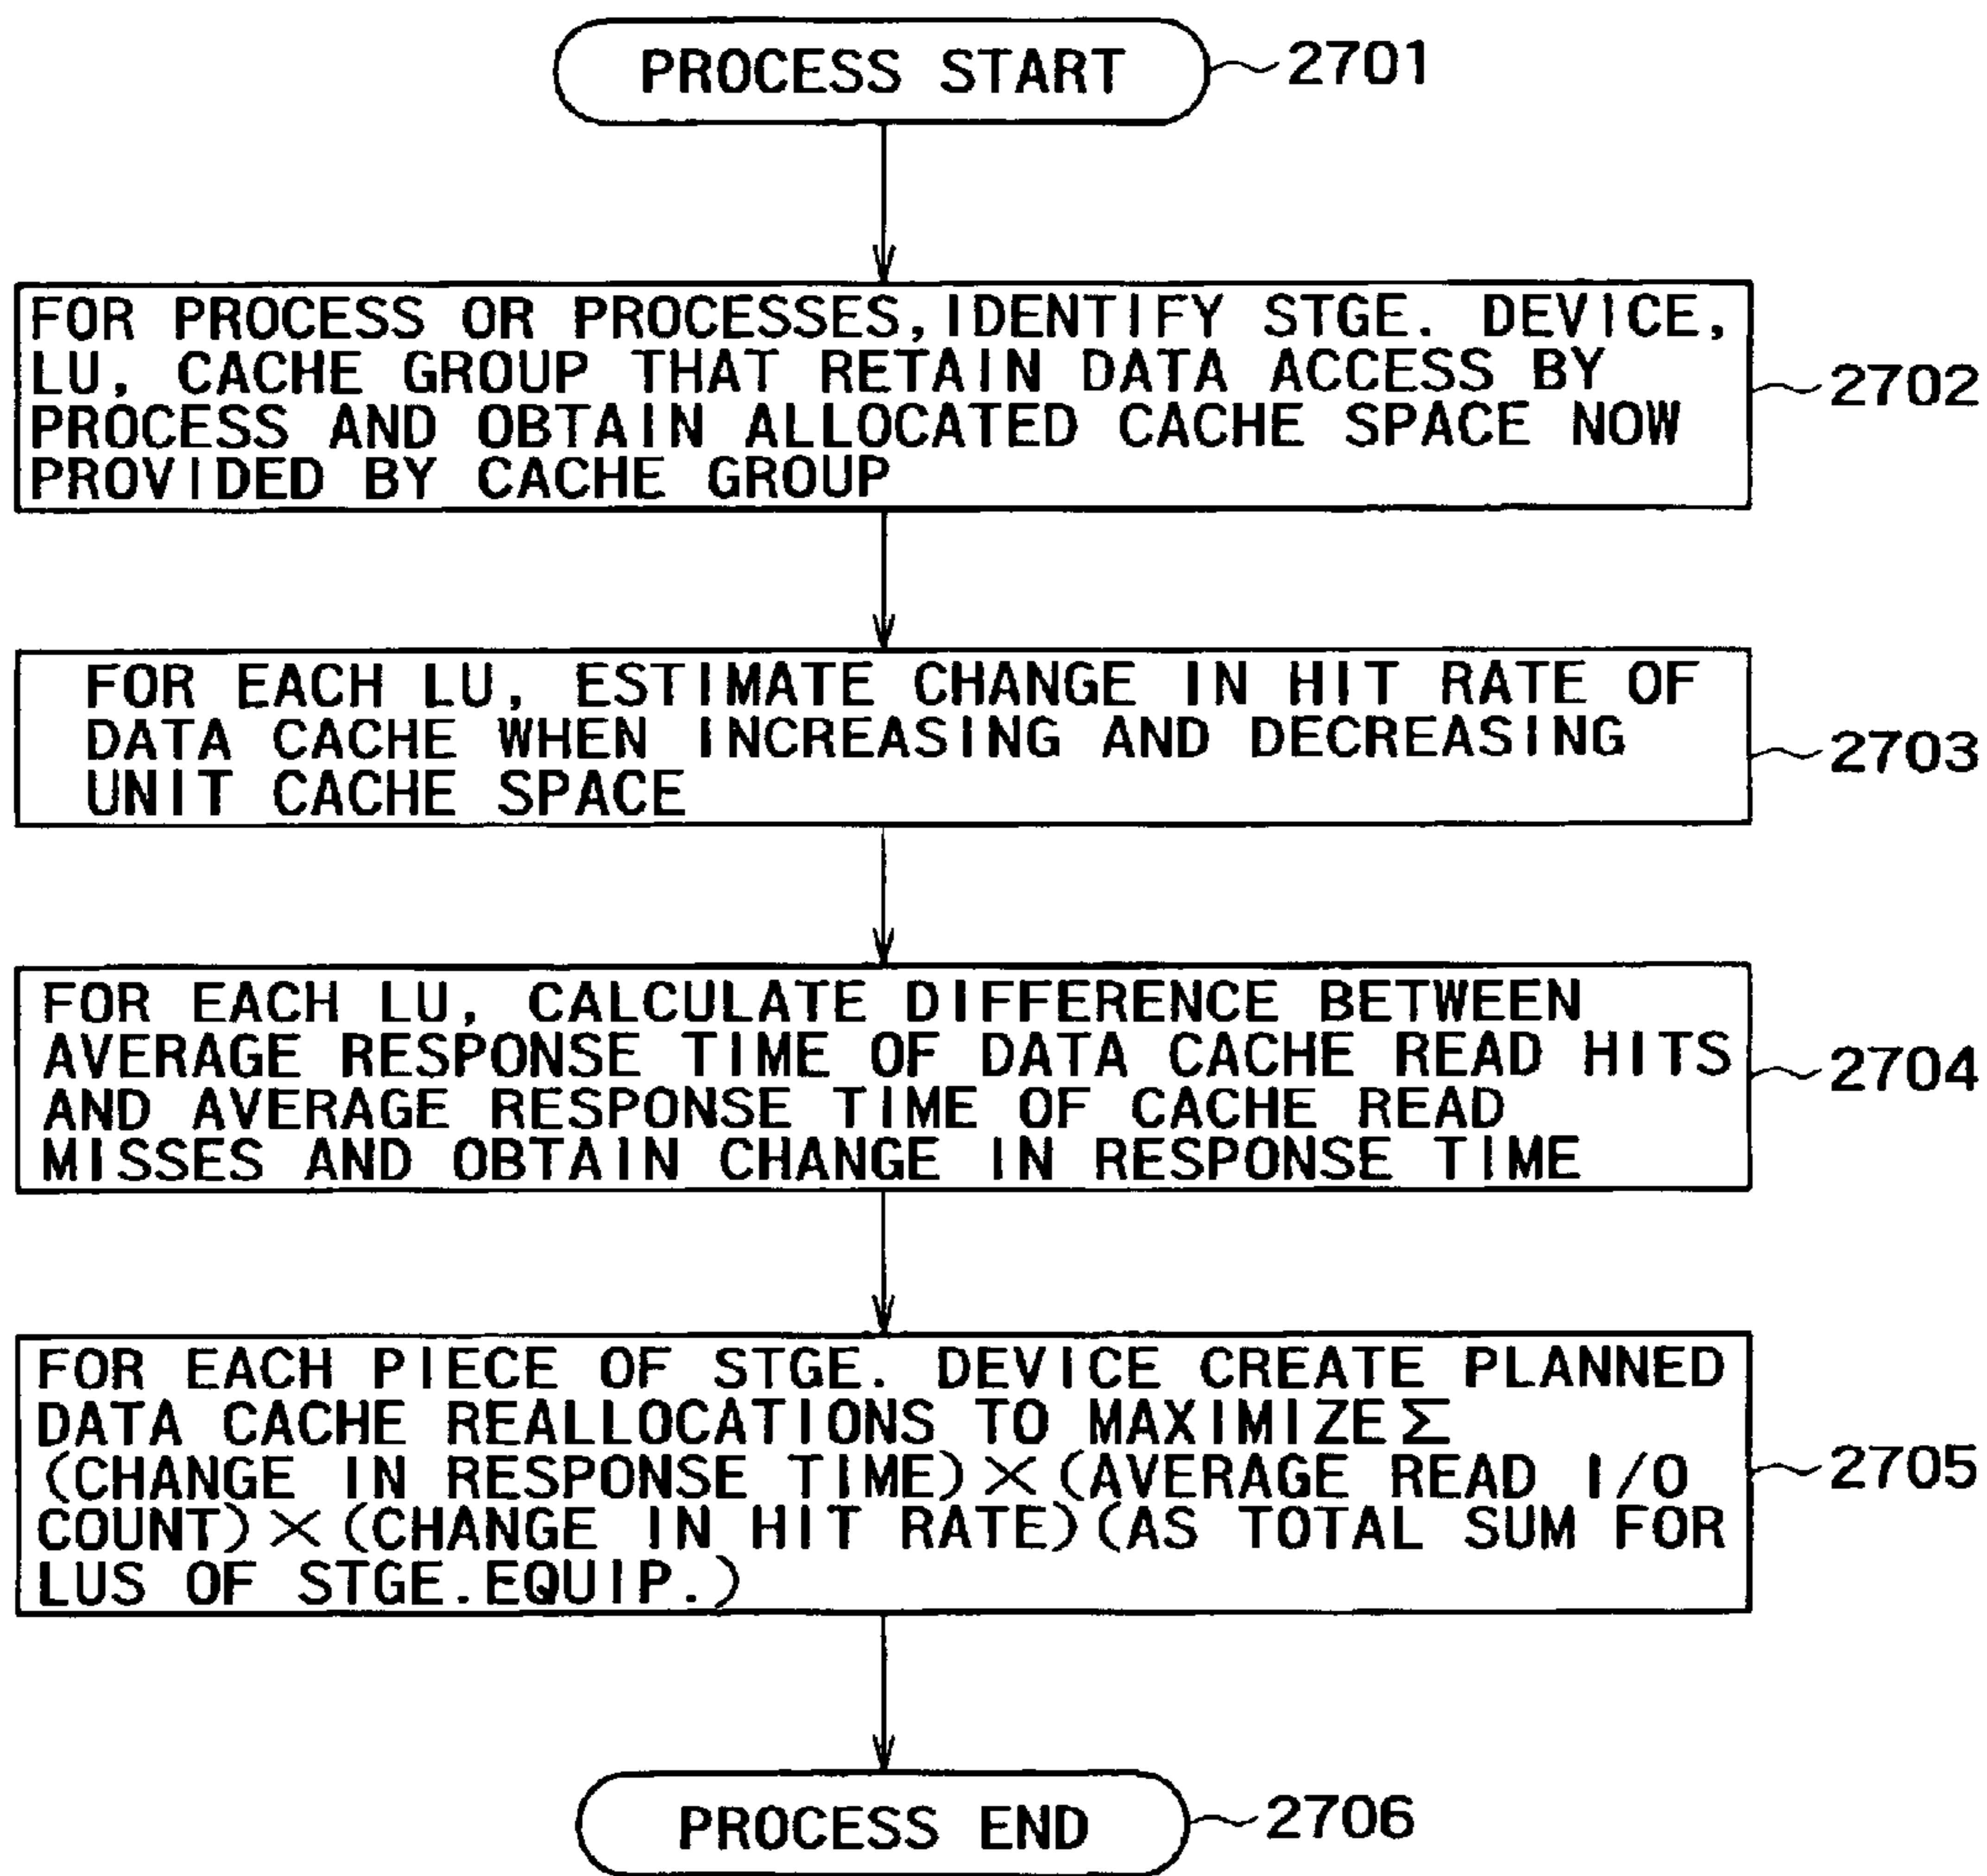 PROCESS START
2701
FOR PROCESS OR PROCESSES, IDENTIFY STGE. DEVICE,
LU, CACHE GROUP THAT RETAIN DATA ACCESS BY
PROCESS AND OBTAIN ALLOCATED CACHE SPACE NOW
PROVIDED BY CACHE GROUP
2702
FOR EACH LU, ESTIMATE CHANGE IN HIT RATE OF
DATA CACHE WHEN INCREASING AND DECREASING
UNIT CACHE SPACE
2703
FOR EACH LU, CALCULATE DIFFERENCE BETWEEN
AVERAGE RESPONSE TIME OF DATA CACHE READ HITS
AND AVERAGE RESPONSE TIME OF CACHE READ
MISSES AND OBTAIN CHANGE IN RESPONSE TIME
2704
FOR EACH PIECE OF STGE. DEVICE CREATE PLANNED
DATA CACHE REALLOCATIONS TO MAXIMIZE Σ
(CHANGE IN RESPONSE TIME)×(AVERAGE READ I/O
COUNT)×(CHANGE IN HIT RATE)(AS TOTAL SUM FOR
LUS OF STGE.EQUIP.)
2705
PROCESS END
2706